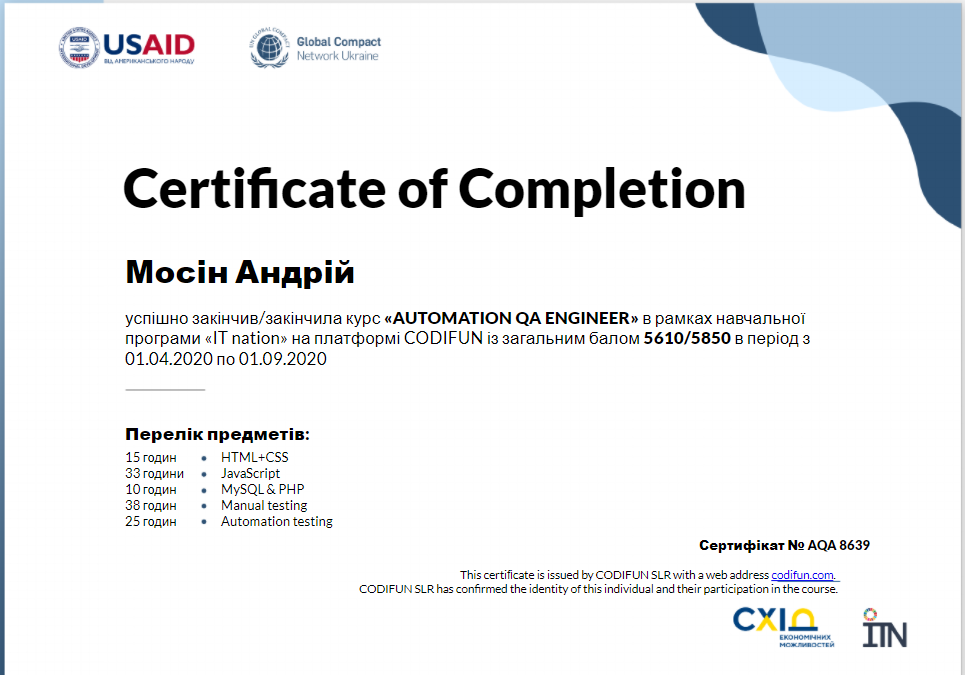 USAID
ВІД АМЕРИКАНСЬКОГО НАРОДУ
Global Compact
Network Ukraine
Certificate of Completion
Мосін Андрій
успішно закінчив/закінчила курс «AUTOMATION QA ENGINEER» в рамках навчальної
програми «IT nation» на платформі CODIFUN із загальним балом 5610/5850 в період з
01.04.2020 по 01.09.2020
Перелік предметів:
15 годин • HTML+CSS
33 години • JavaScript
10 годин • MySQL & PHP
38 годин • Manual testing
25 годин • Automation testing
Сертифікат № AQA 8639
This certificate is issued by CODIFUN SLR with a web address codifun.com.
CODIFUN SLR has confirmed the identity of this individual and their participation in the course.
СХІД
ЕКОНОМІЧНИХ
МОЖЛИВОСТЕЙ
ITN